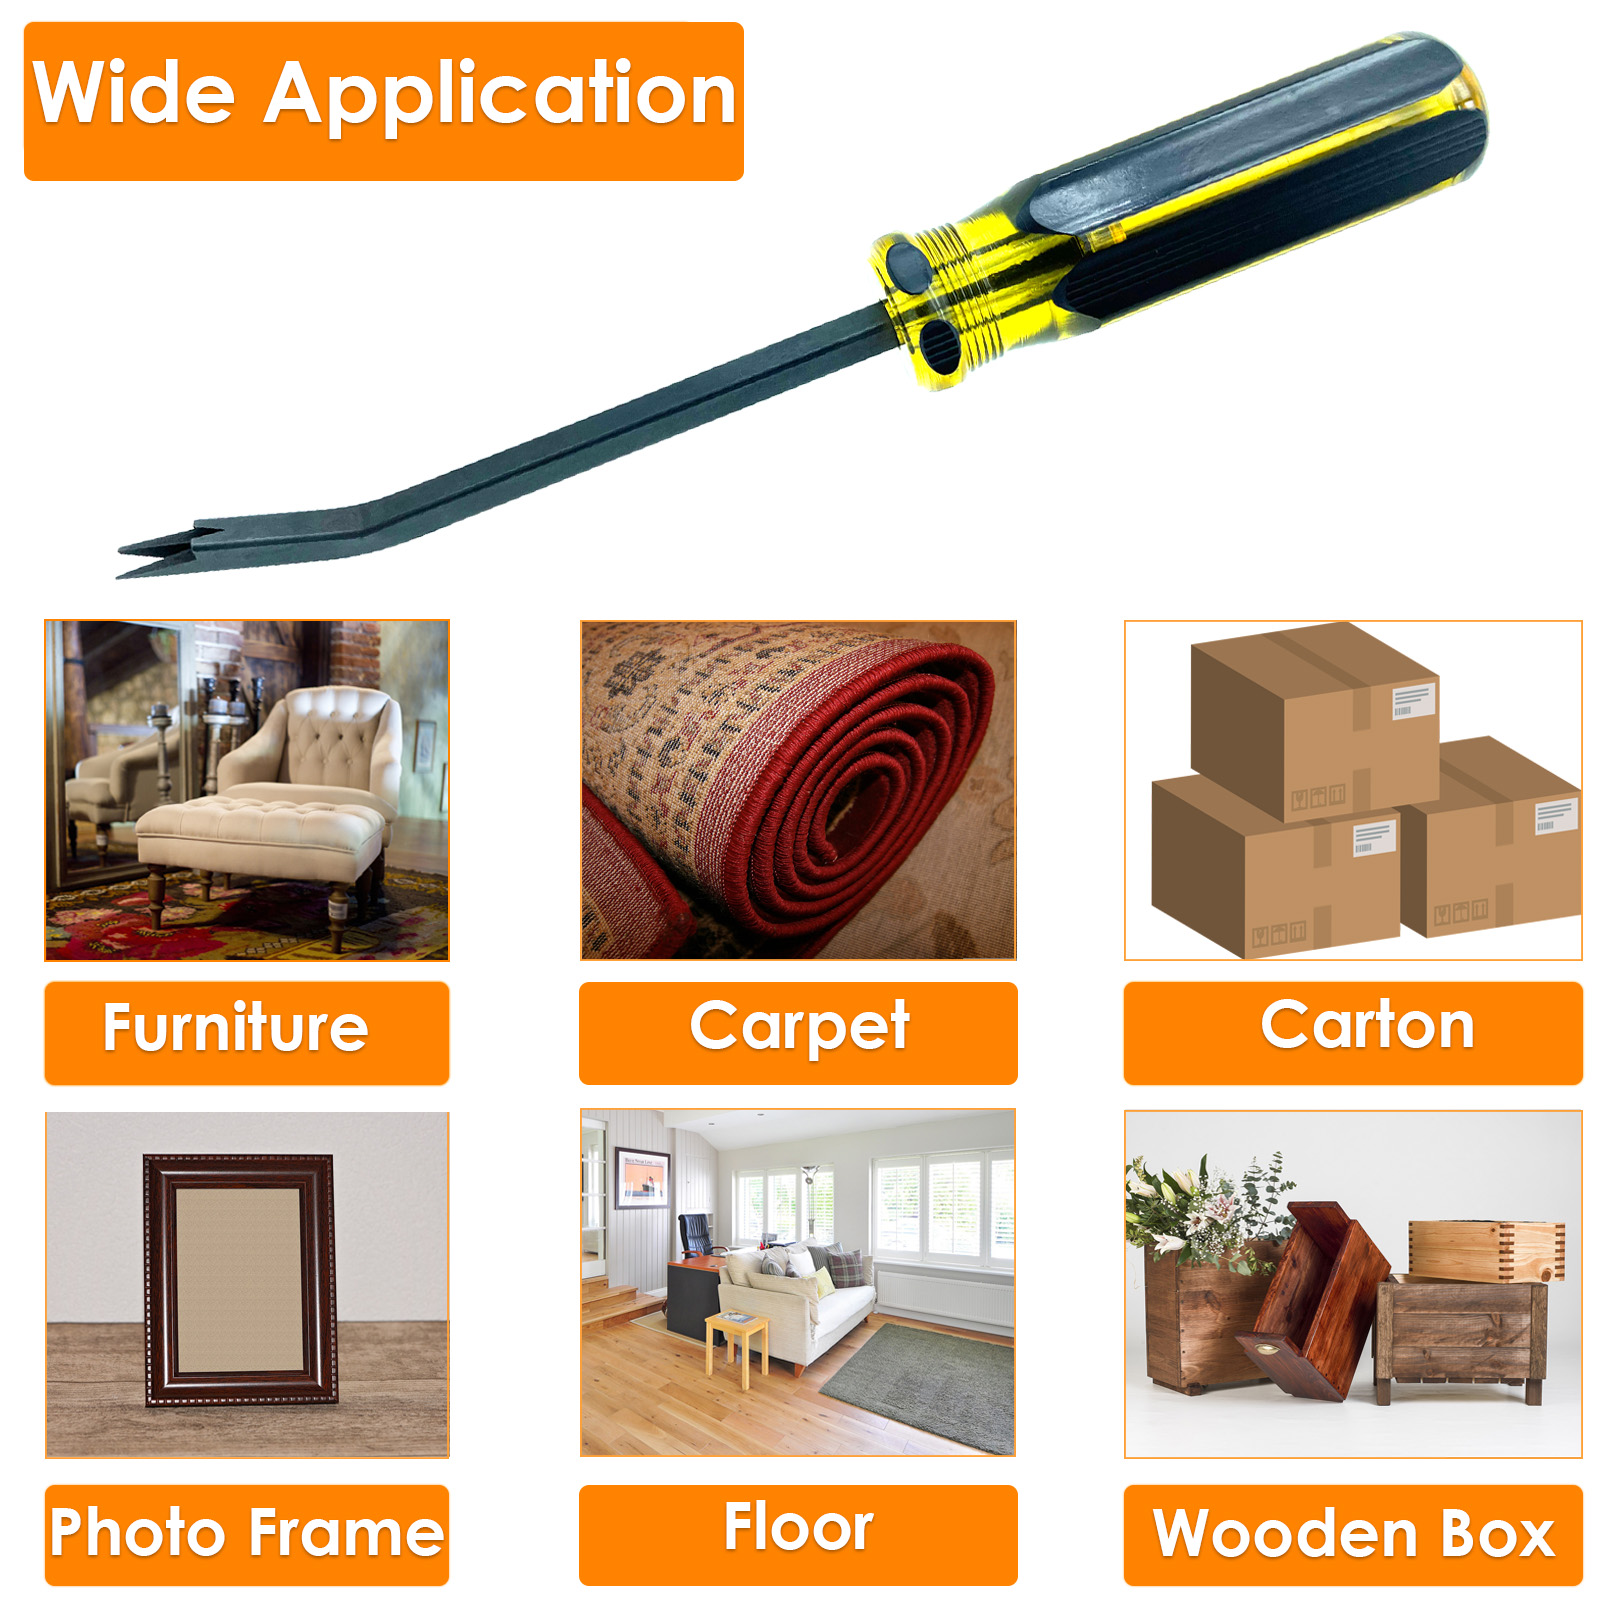 Wide Application
Furniture
Carpet
Carton
Photo Frame
Floor
Wooden Box